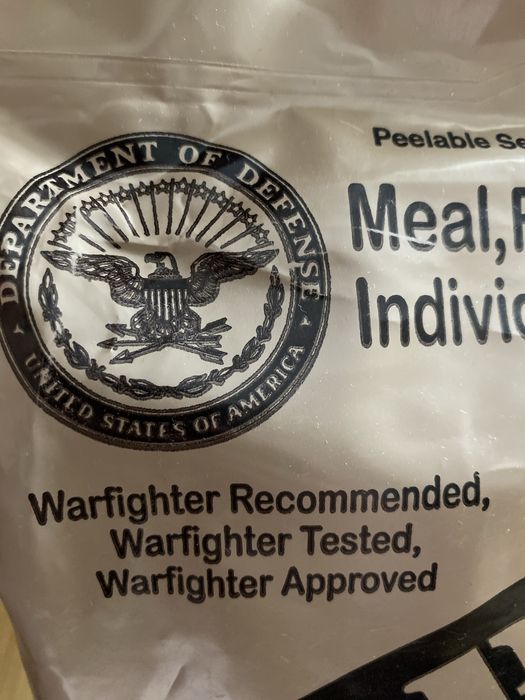 Peelable Se
DEPARTMENT OF DEFENSE
UNITED STATES OF AMERICA
Meal,
Individ
Warfighter Recommended,
Warfighter Tested,
Warfighter Approved